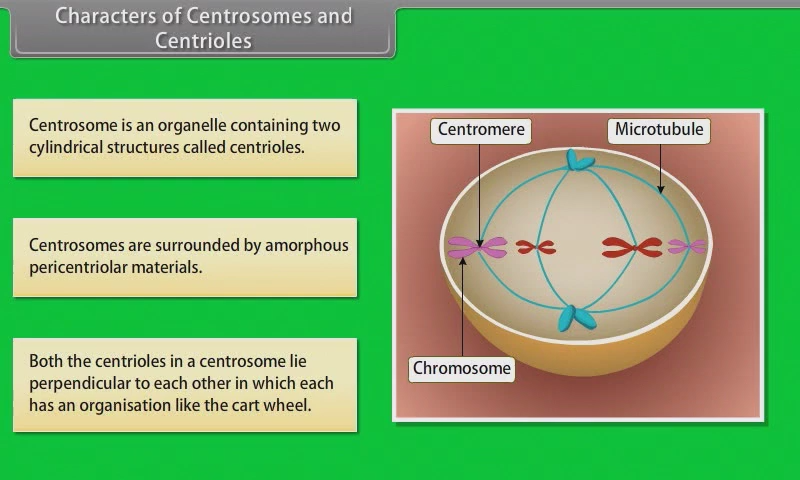 Characters of Centrosomes and
Centrioles
Centrosome is an organelle containing two
cylindrical structures called centrioles.
Centrosomes are surrounded by amorphous
pericentriolar materials.
Both the centrioles in a centrosome lie
perpendicular to each other in which each
has an organisation like the cart wheel.
Centromere
Microtubule
Chromosome